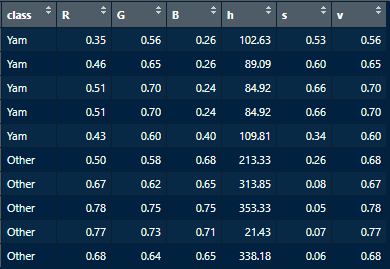 class R G B h s v
Yam 0.35 0.56 0.26 102.63 0.53 0.56
Yam 0.46 0.65 0.26 89.09 0.60 0.65
Yam 0.51 0.70 0.24 84.92 0.66 0.70
Yam 0.51 0.70 0.24 84.92 0.66 0.70
Yam 0.43 0.60 0.40 109.81 0.34 0.60
Other 0.50 0.58 0.68 213.33 0.26 0.68
Other 0.67 0.62 0.65 313.85 0.08 0.67
Other 0.78 0.75 0.75 353.33 0.05 0.78
Other 0.77 0.73 0.71 21.43 0.07 0.77
Other 0.68 0.64 0.65 338.18 0.06 0.68